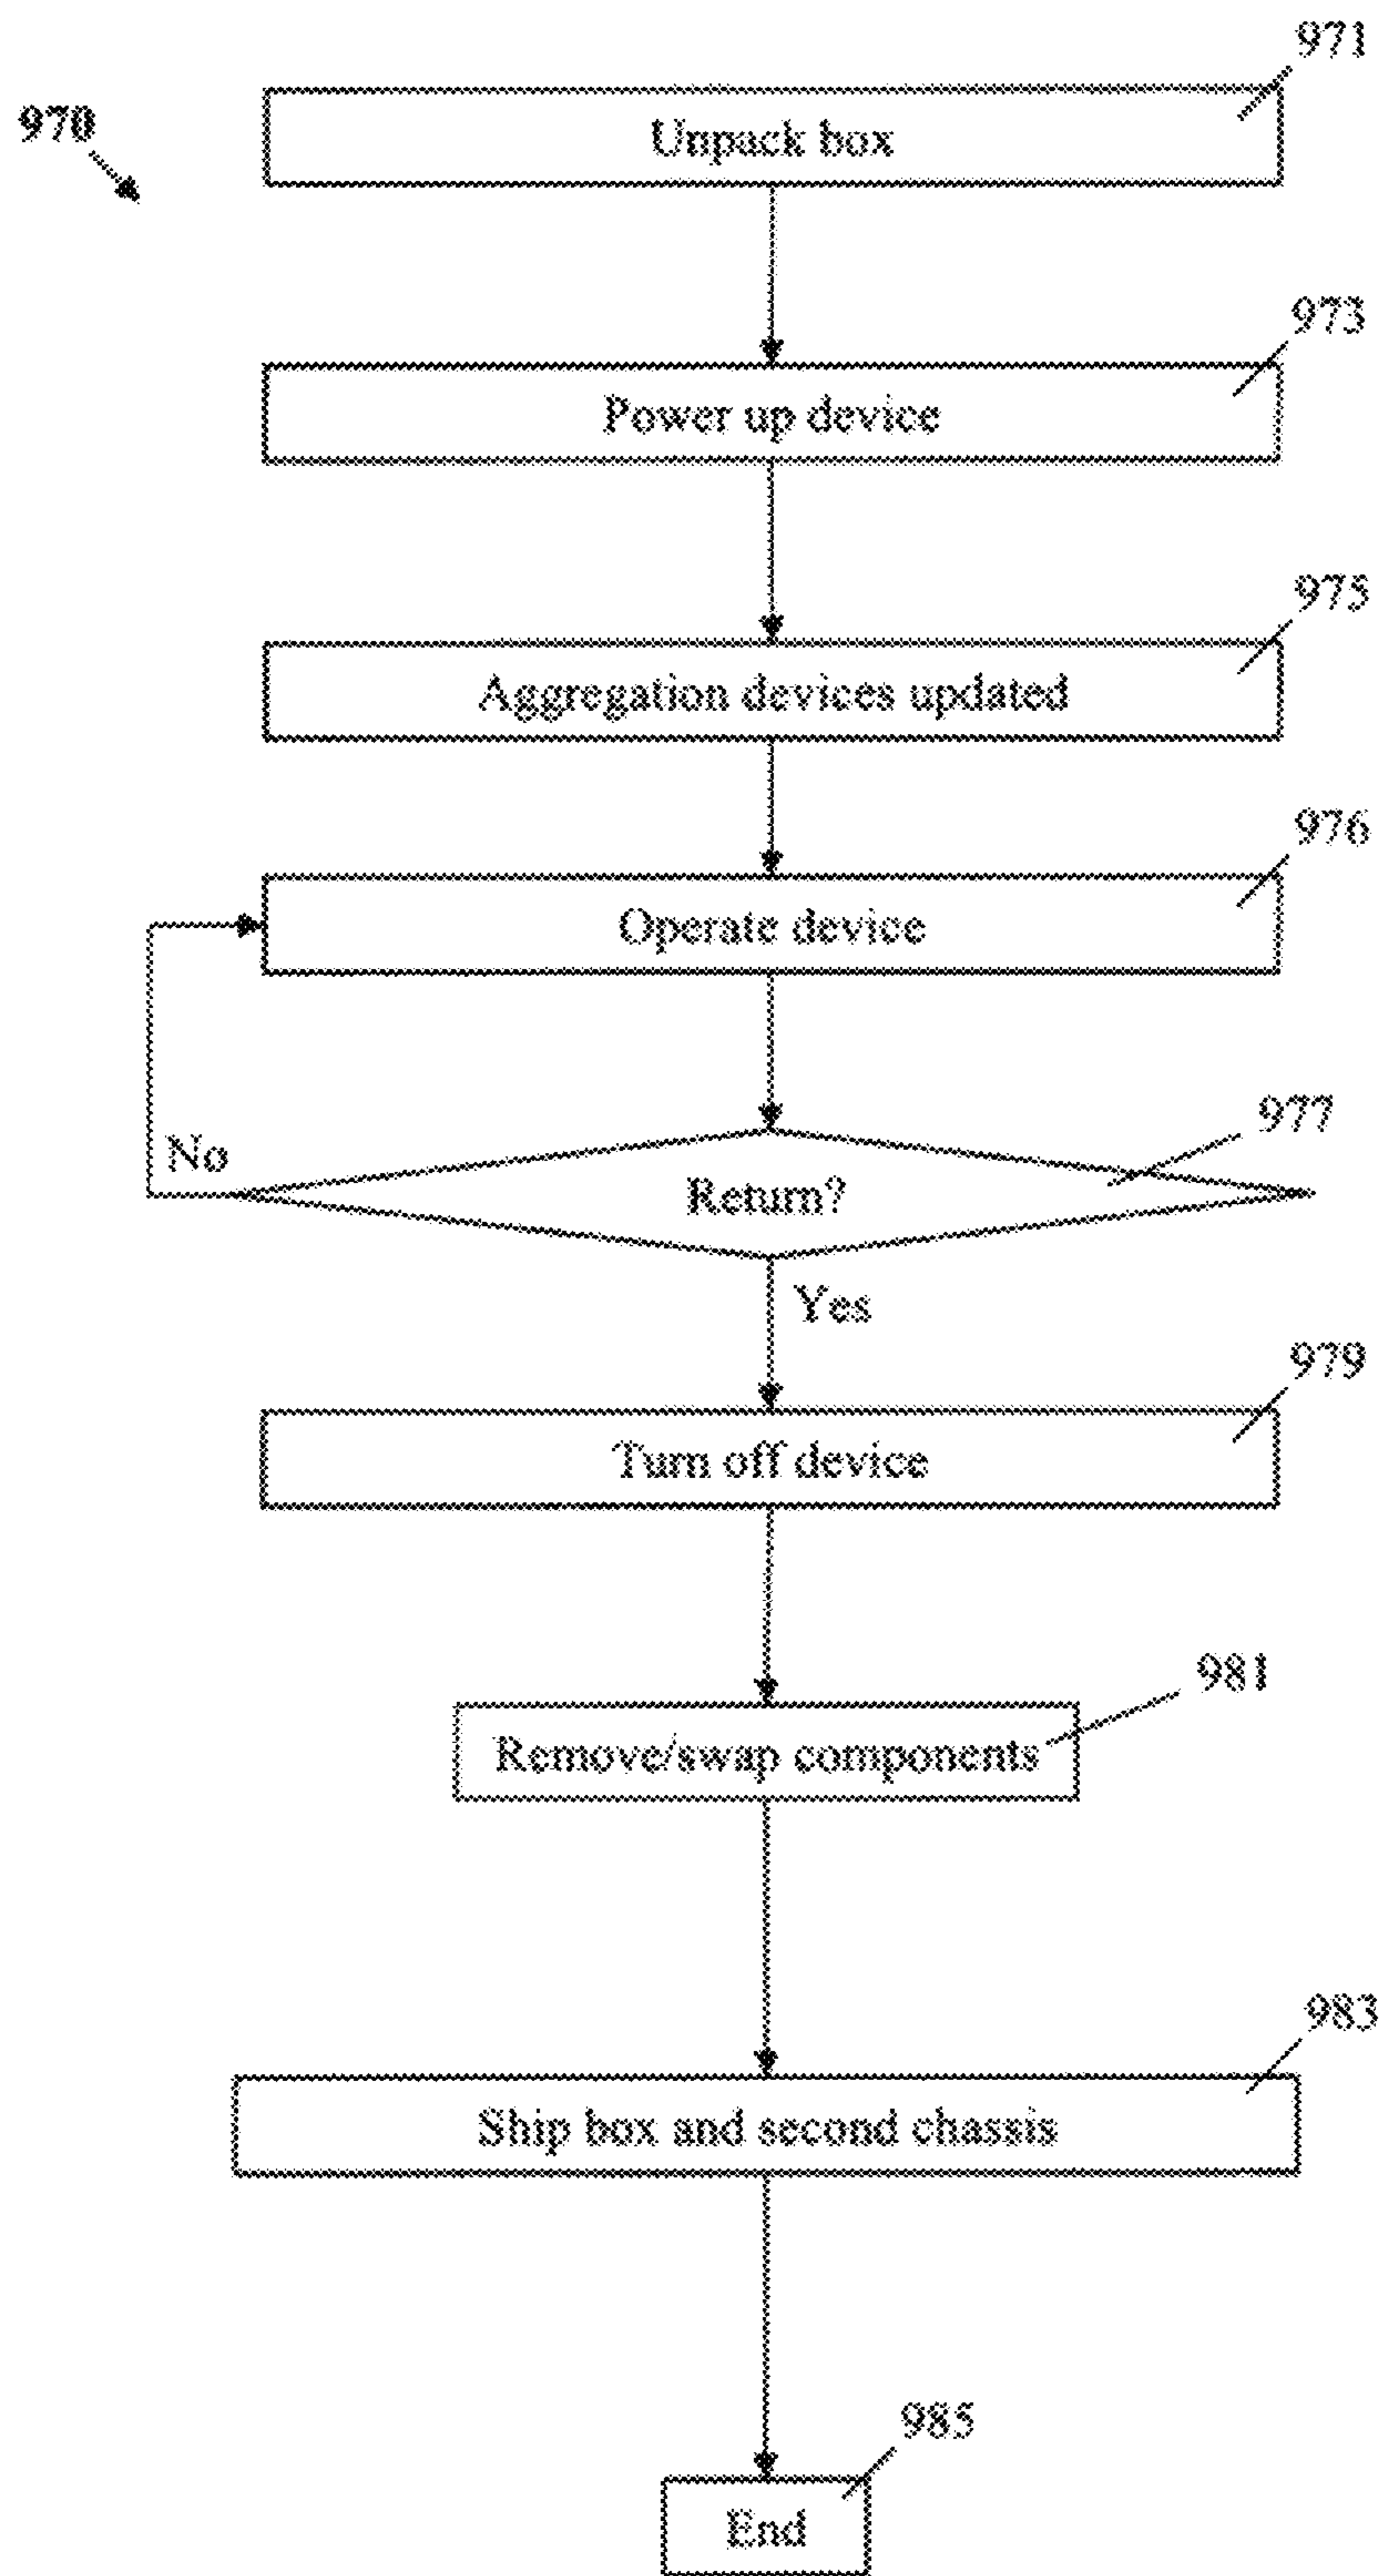 971
970
Unpack box
973
Power up device
975
Aggregation devices updated
976
Operate device
977
No
Return?
Yes
979
Turn off device
981
Remove/swap components
983
Ship box and second chassis
985
End